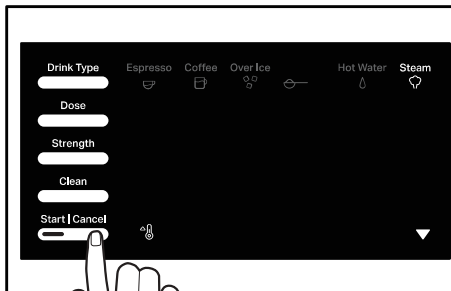 Drink Type Espresso Coffee Over Ice Hot Water Steam
Dose
Strength
Clean
Start | Cancel